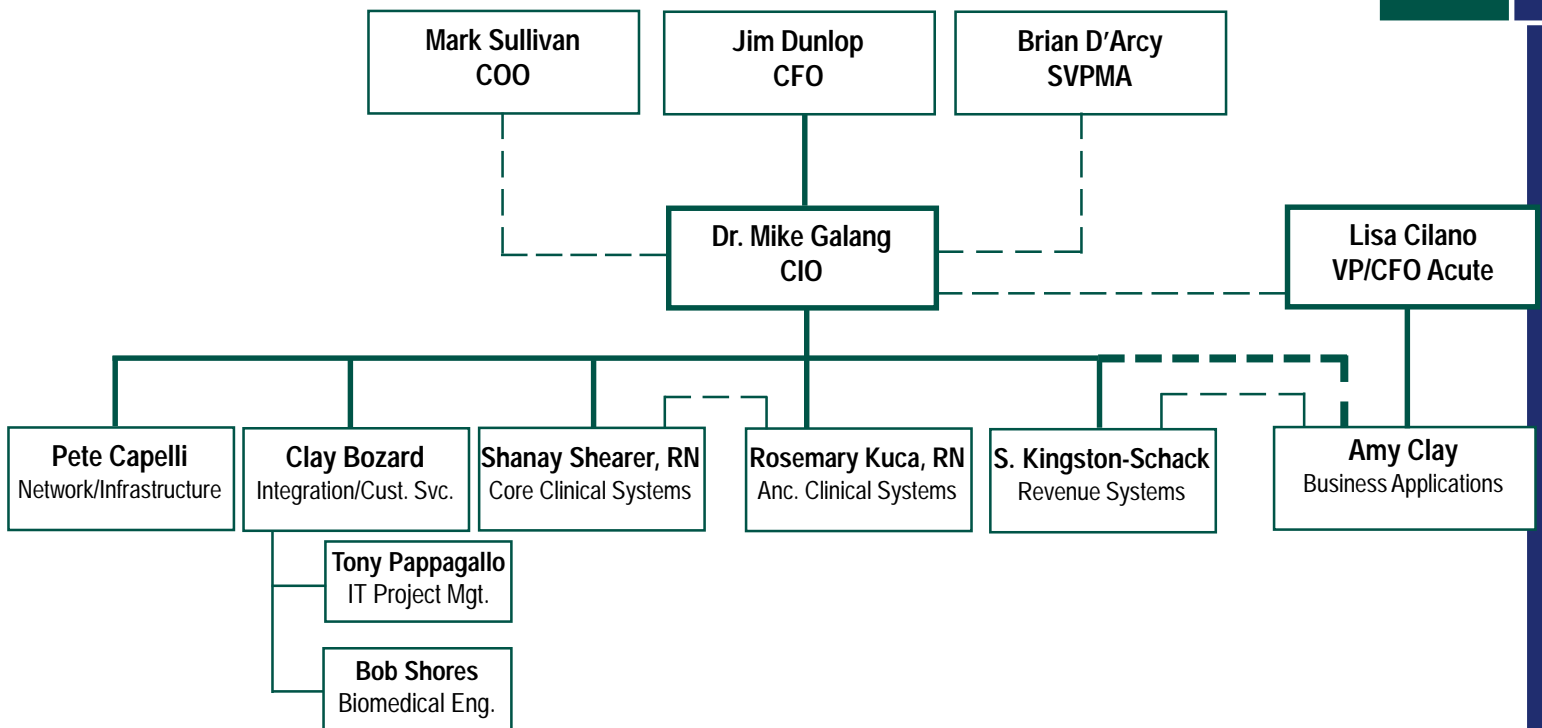 Mark Sullivan
COO
Jim Dunlop
CFO
Brian D’Arcy
SVPMA
Dr. Mike Galang
CIO
Lisa Cilano
VP/CFO Acute
Pete Capelli
Network/Infrastructure
Clay Bozard
Integration/Cust. Svc.
Shanay Shearer, RN
Core Clinical Systems
Rosemary Kuca, RN
Anc. Clinical Systems
S. Kingston-Schack
Revenue Systems
Amy Clay
Business Applications
Tony Pappagallo
IT Project Mgt.
Bob Shores
Biomedical Eng.